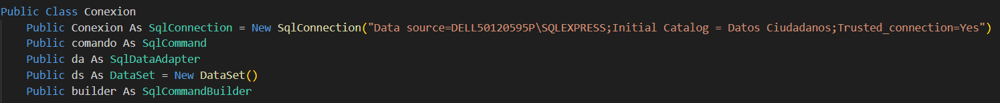 Public Class Conexion
Public Conexion As SqlConnection = New SqlConnection("Data source=DELL50120595P\SQLEXPRESS;Initial Catalog = Datos Ciudadanos;Trusted_connection=Yes")
Public comando As SqlCommand
Public da As SqlDataAdapter
Public ds As DataSet = New DataSet()
Public builder As SqlCommandBuilder